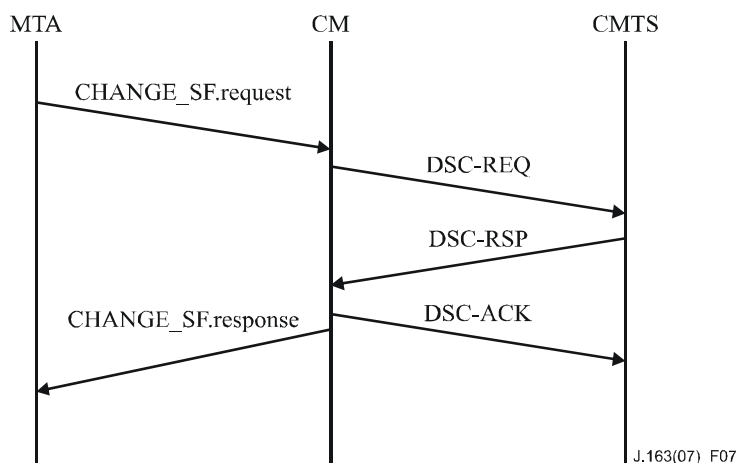 MTA CM CMTS
CHANGE_SF.request
DSC-REQ
DSC-RSP
CHANGE_SF.response
DSC-ACK
J.163(07)_F07